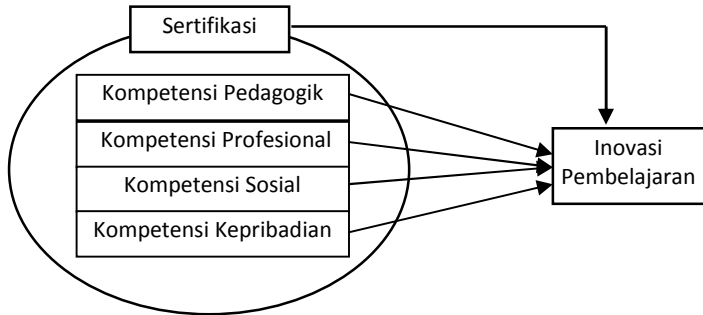 Sertifikasi
Kompetensi Pedagogik
Kompetensi Profesional
Kompetensi Sosial
Kompetensi Kepribadian
Inovasi
Pembelajaran